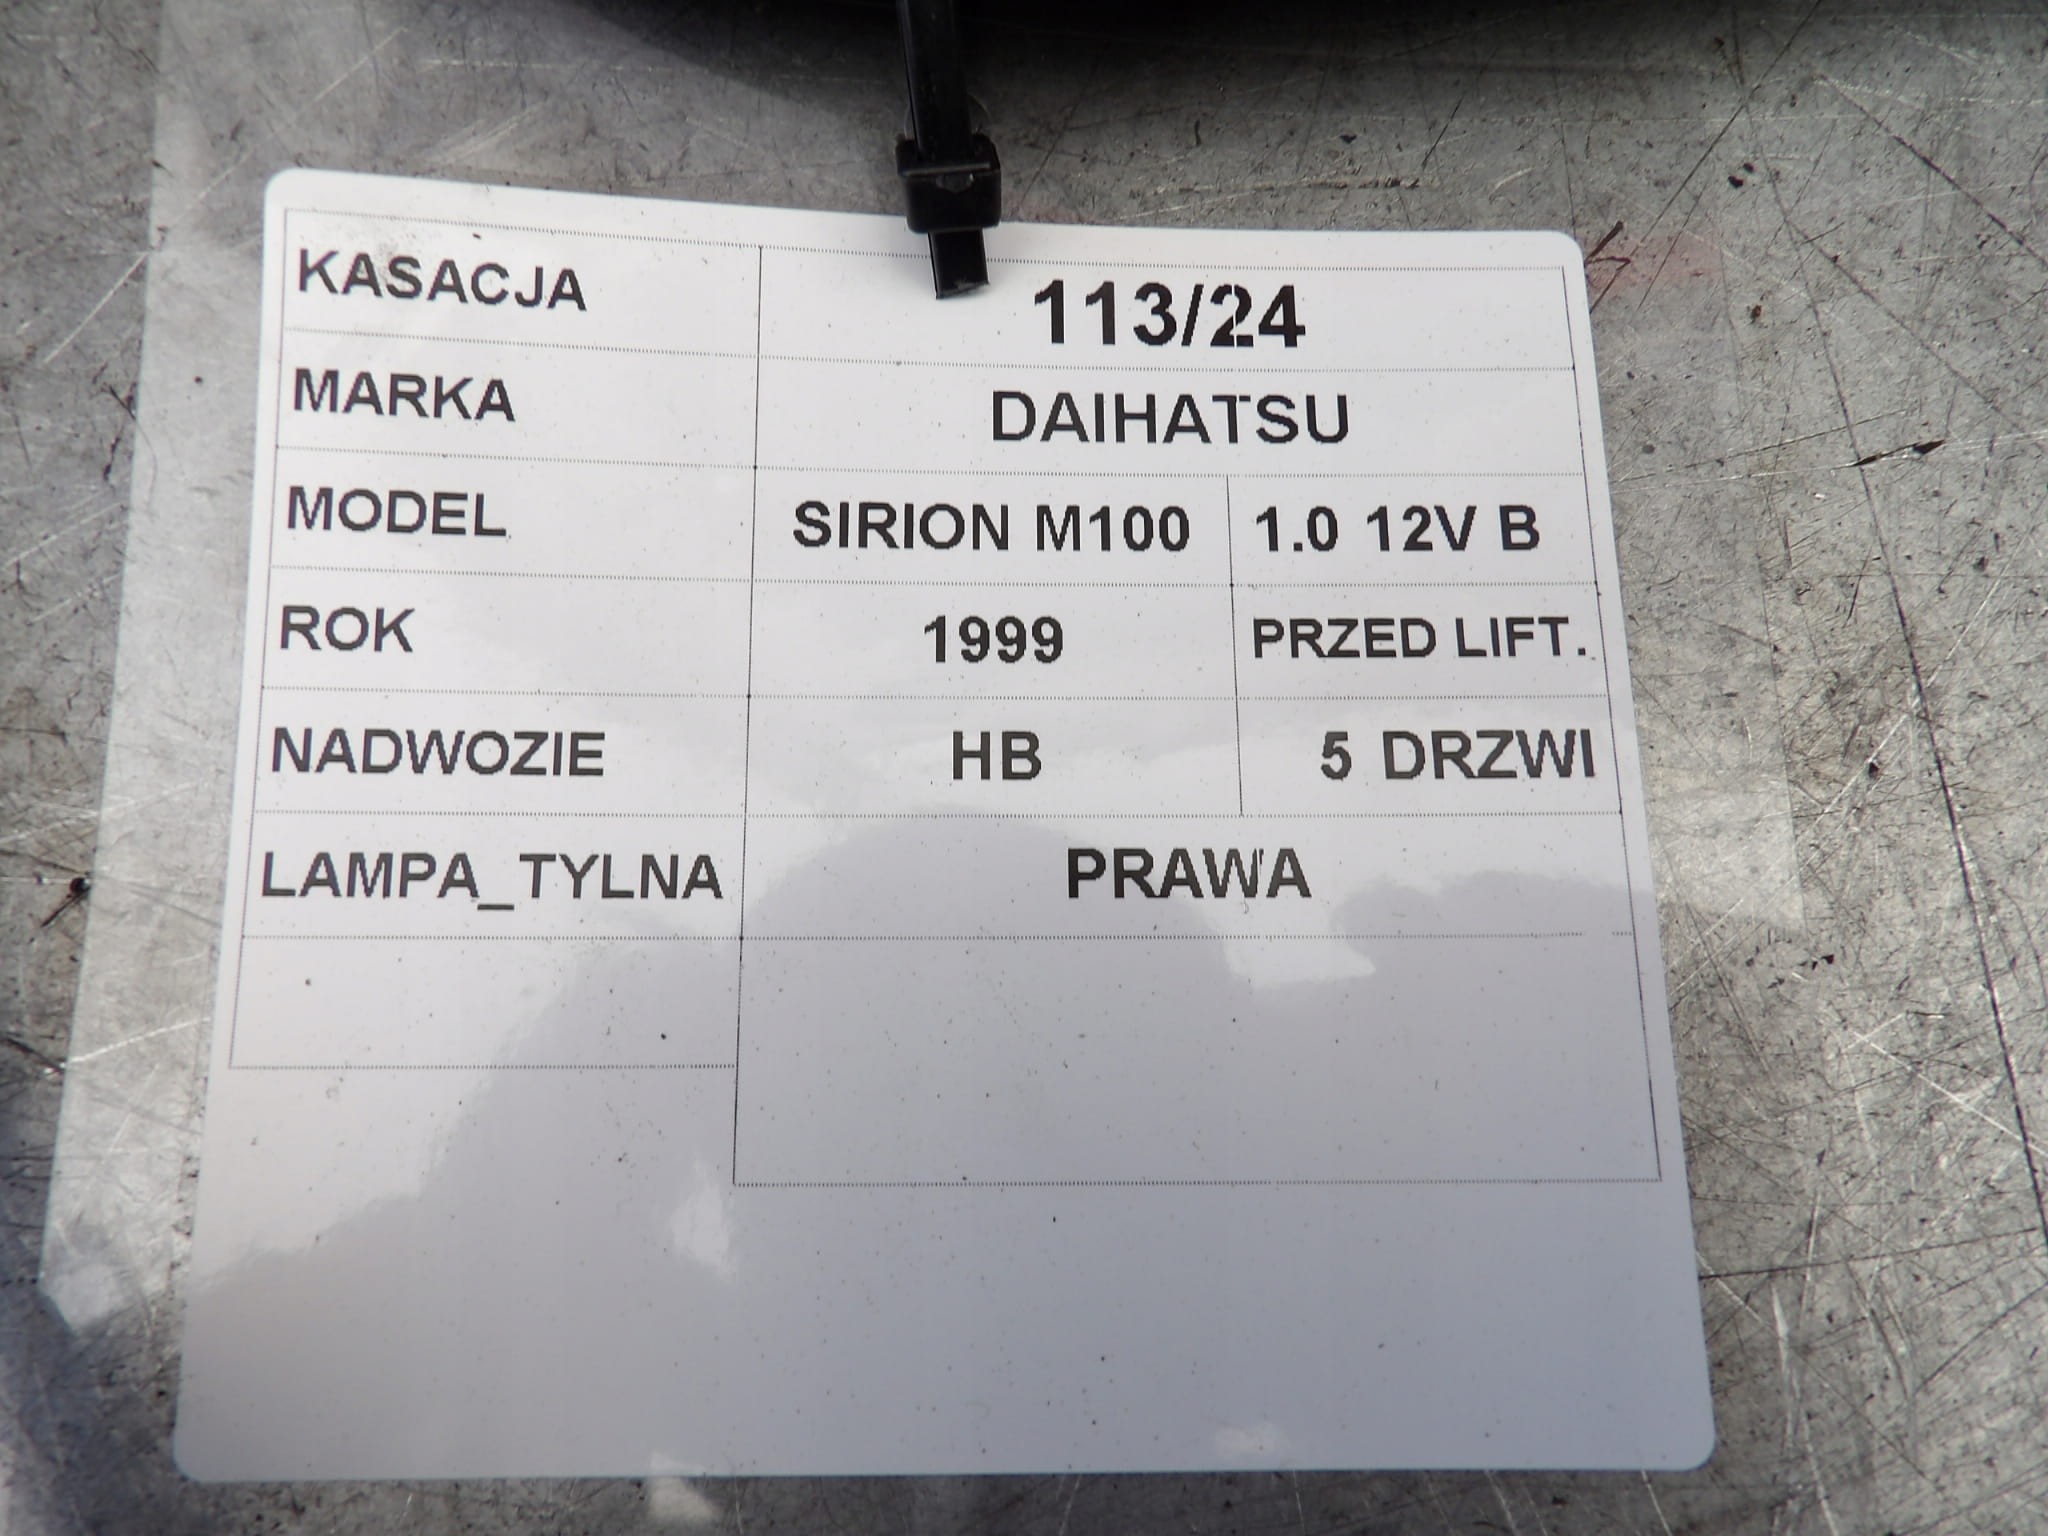 KASACJA 113/24
MARKA DAIHATSU
MODEL SIRION M100 1.0 12V B
ROK 1999 PRZED LIFT.
NADWOZIE HB 5 DRZWI
LAMPA_TYLNA PRAWA